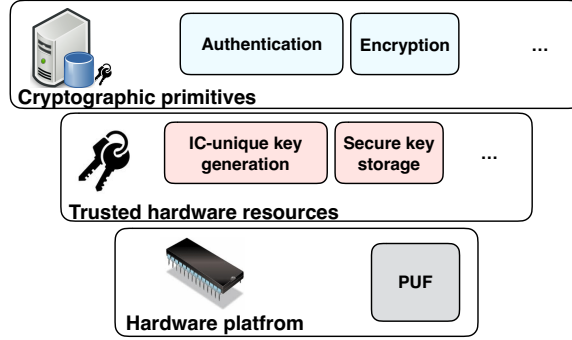 Authentication
Encryption
...
Cryptographic primitives
IC-unique key
generation
Secure key
storage
...
Trusted hardware resources
PUF
Hardware platfrom